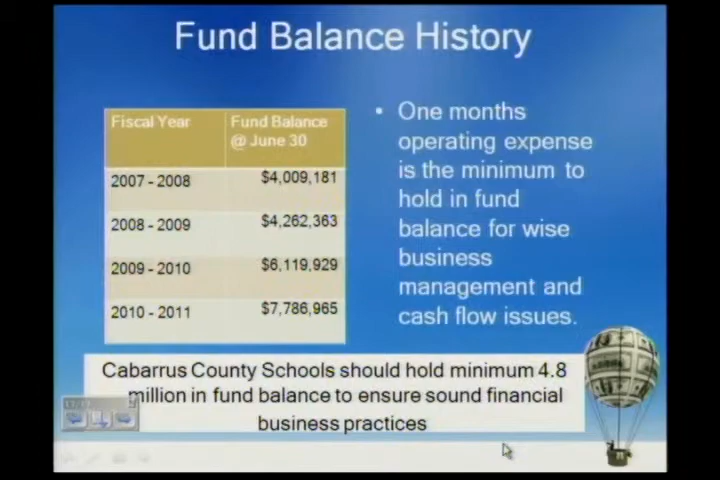 Fund Balance History
Fiscal Year Fund Balance
@ June 30
2007 - 2008 $4,009,181
2008 - 2009 $4,262,363
2009 - 2010 $6,119,929
2010 - 2011 $7,786,965
• One months
operating expense
is the minimum to
hold in fund
balance for wise
business
management and
cash flow issues.
Cabarrus County Schools should hold minimum 4.8
million in fund balance to ensure sound financial
business practices